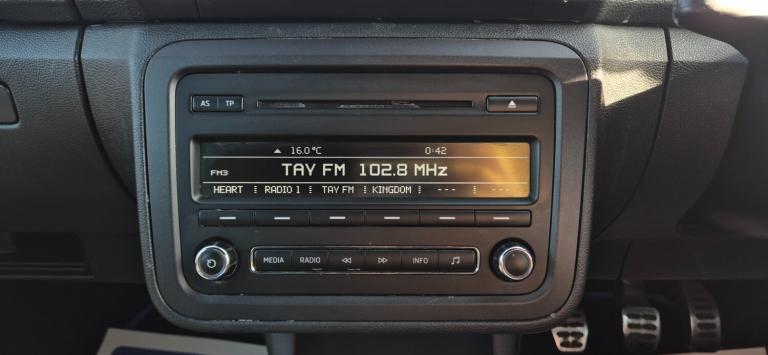 AS TP
16.0°C 0:42
FM3 TAY FM 102.8 MHz
HEART RADIO 1 TAY FM KINGDOM --- ---
MEDIA RADIO INFO